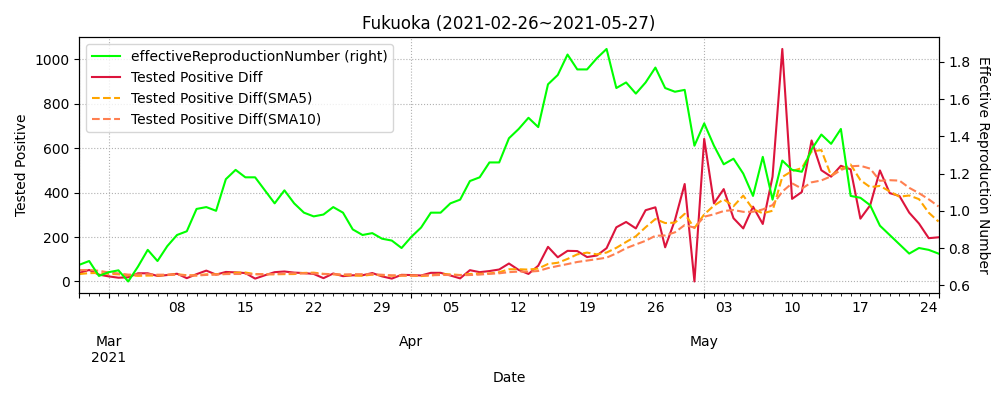 Fukuoka (2021-02-26~2021-05-27)
effectiveReproductionNumber (right)
Tested Positive Diff
Tested Positive Diff(SMA5)
Tested Positive Diff(SMA10)
Tested Positive
1000
800
600
400
200
0
Effective Reproduction Number
1.8
1.6
1.4
1.2
1.0
0.8
0.6
08 15 22 29 05 12 19 26 03 10 17 24
Mar Apr May
2021
Date